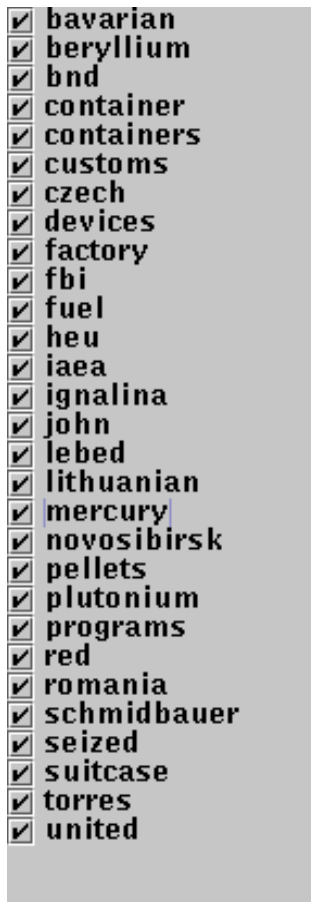 bavarian
beryllium
bnd
container
containers
customs
czech
devices
factory
fbi
fuel
heu
iaea
ignalina
john
lebed
lithuanian
mercury
novosibirsk
pellets
plutonium
programs
red
romania
schmidbauer
seized
suitcase
torres
united